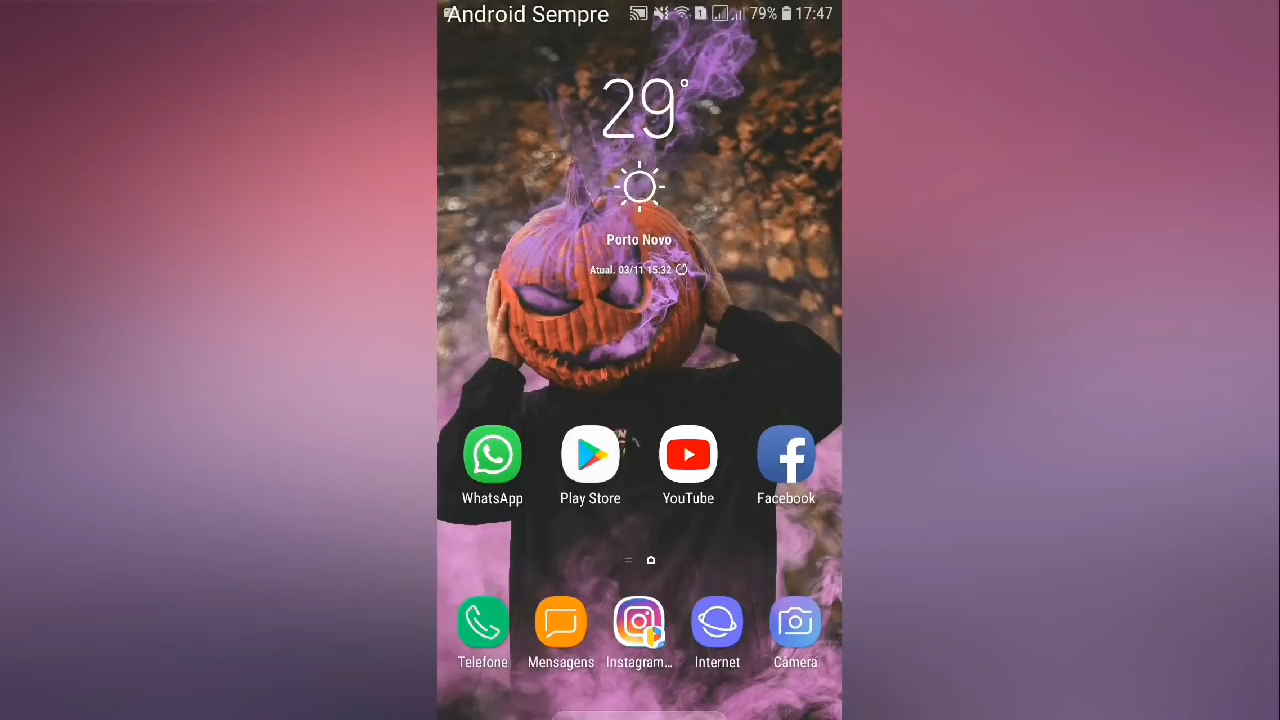 Android Sempre 1 79% 17:47
29°
Porto Novo
Atual. 03/11 15:32
WhatsApp Play Store YouTube Facebook
Telefone Mensagens Instagram... Internet Câmera